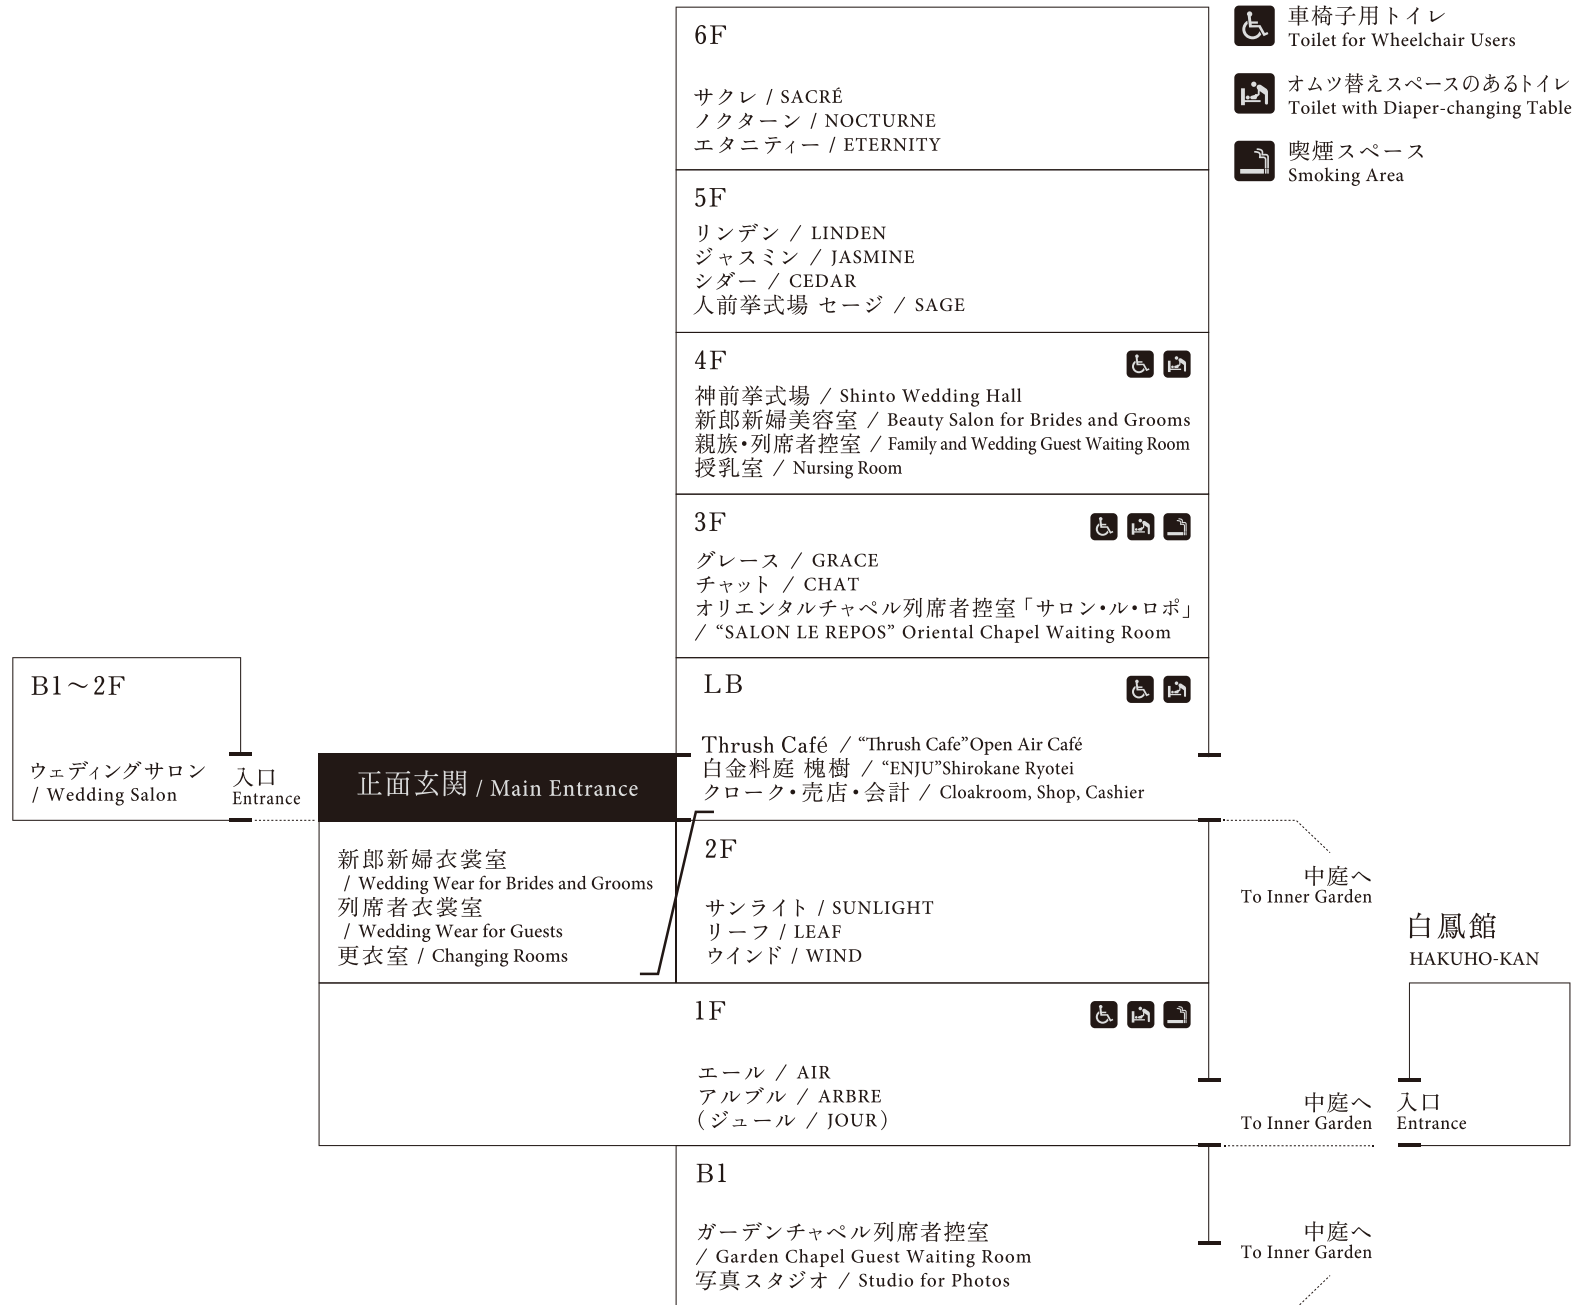 6F
サクレ / SACRÉ
ノクターン / NOCTURNE
エタニティー / ETERNITY
車椅子用トイレ
Toilet for Wheelchair Users
オムツ替えスペースのあるトイレ
Toilet with Diaper-changing Table
喫煙スペース
Smoking Area
5F
リンデン / LINDEN
ジャスミン / JASMINE
シダー / CEDAR
人前挙式場 セージ / SAGE
4F
神前挙式場 / Shinto Wedding Hall
新郎新婦美容室 / Beauty Salon for Brides and Grooms
親族・列席者控室 / Family and Wedding Guest Waiting Room
授乳室 / Nursing Room
3F
グレース / GRACE
チャット / CHAT
オリエンタルチャペル列席者控室「サロン・ル・ロポ」
/ “SALON LE REPOS” Oriental Chapel Waiting Room
B1～2F
ウェディングサロン
/ Wedding Salon
入口
Entrance
正面玄関 / Main Entrance
LB
Thrush Café / “Thrush Cafe”Open Air Café
白金料庭 槐樹 / “ENJU”Shirokane Ryotei
クローク・売店・会計 / Cloakroom, Shop, Cashier
新郎新婦衣裳室
/ Wedding Wear for Brides and Grooms
列席者衣裳室
/ Wedding Wear for Guests
更衣室 / Changing Rooms
2F
サンライト / SUNLIGHT
リーフ / LEAF
ウインド / WIND
中庭へ
To Inner Garden
白鳳館
HAKUHO-KAN
1F
エール / AIR
アルブル / ARBRE
（ジュール / JOUR）
中庭へ
To Inner Garden
入口
Entrance
B1
ガーデンチャペル列席者控室
/ Garden Chapel Guest Waiting Room
写真スタジオ / Studio for Photos
中庭へ
To Inner Garden